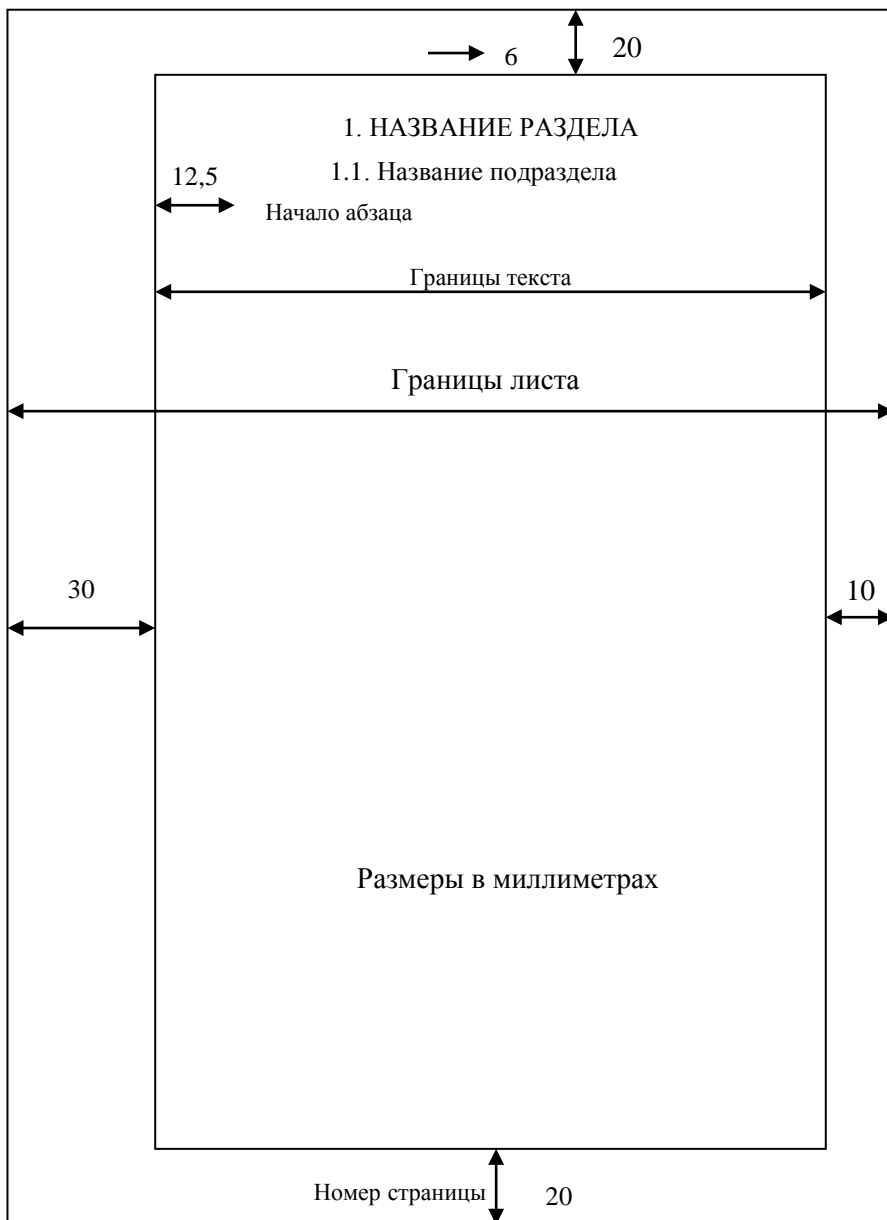 20
6
1. НАЗВАНИЕ РАЗДЕЛА
1.1. Название подраздела
12,5
Начало абзаца
Границы текста
Границы листа
30
10
Размеры в миллиметрах
Номер страницы 20